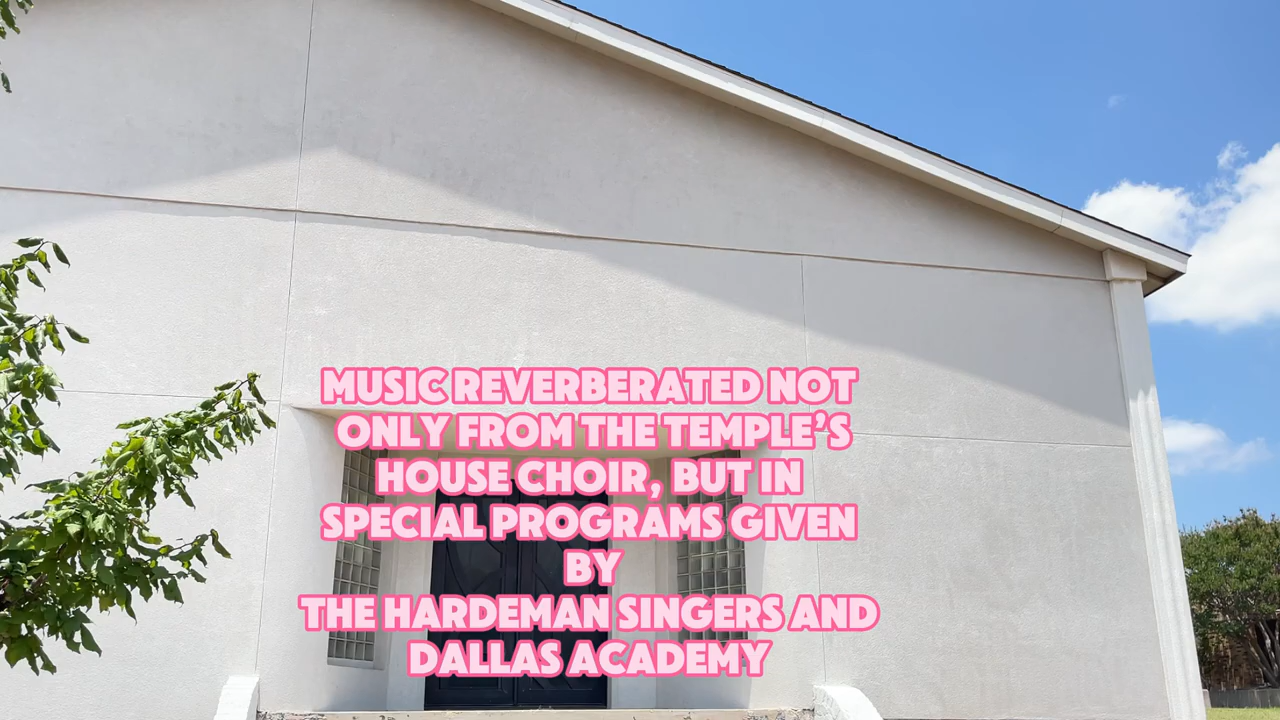 MUSIC REVERBERATED NOT
ONLY FROM THE TEMPLE'S
HOUSE CHOIR, BUT IN
SPECIAL PROGRAMS GIVEN
BY
THE HARDEMAN SINGERS AND
DALLAS ACADEMY